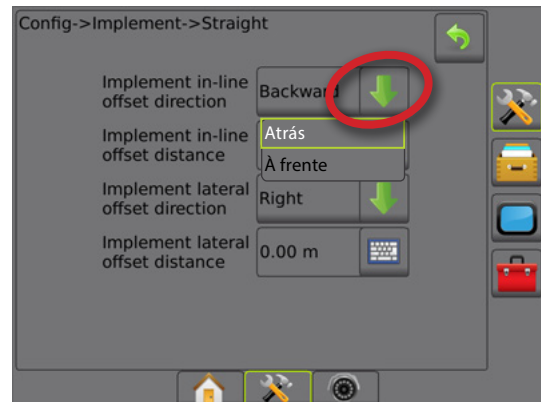 Config->Implement->Straight
Implement in-line
offset direction
Backward
Atrás
À frente
Implement in-line
offset distance
Implement lateral
offset direction
Right
Implement lateral
offset distance
0.00 m